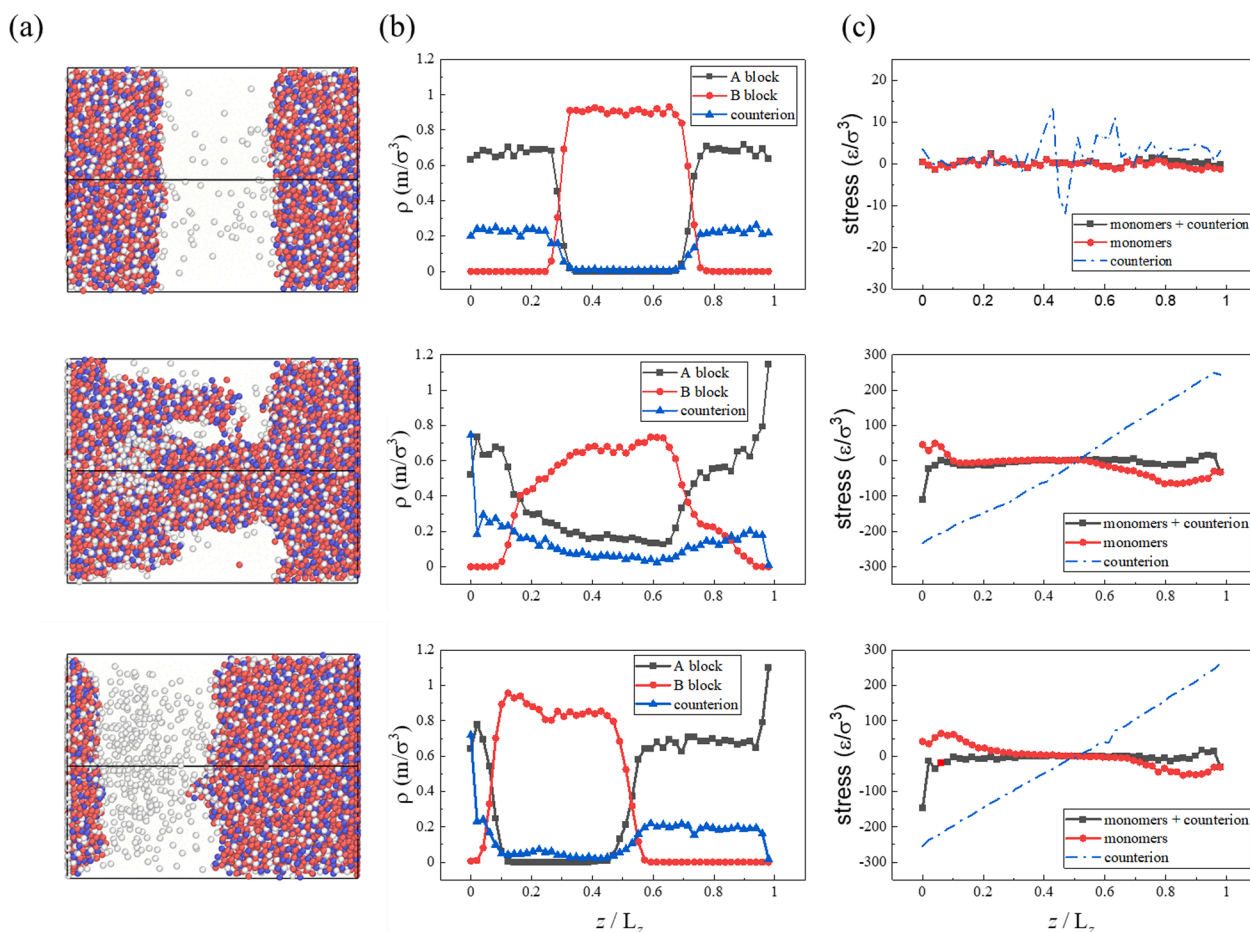 (a)
(b)
(c)
1.2
1
0.8
0.6
0.4
0.2
0
ρ (m/σ³)
A block
B block
counterion
0
0.2
0.4
0.6
0.8
1
20
10
0
-10
-20
-30
stress (ε/σ³)
monomers + counterion
monomers
counterion
0
0.2
0.4
0.6
0.8
1
1.2
1
0.8
0.6
0.4
0.2
0
ρ (m/σ³)
A block
B block
counterion
0
0.2
0.4
0.6
0.8
1
300
200
100
0
-100
-200
-300
stress (ε/σ³)
monomers + counterion
monomers
counterion
0
0.2
0.4
0.6
0.8
1
1.2
1
0.8
0.6
0.4
0.2
0
ρ (m/σ³)
A block
B block
counterion
0
0.2
0.4
0.6
0.8
1
z / L_z
300
200
100
0
-100
-200
-300
stress (ε/σ³)
monomers + counterion
monomers
counterion
0
0.2
0.4
0.6
0.8
1
z / L_z